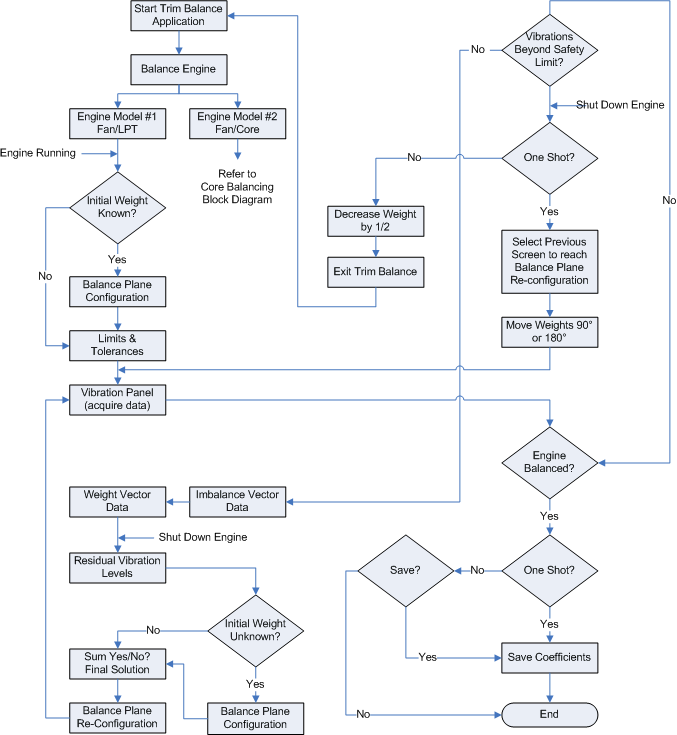 Start Trim Balance
Application
Balance Engine
Engine Model #1
Fan/LPT
Engine Model #2
Fan/Core
Engine Running
Refer to
Core Balancing
Block Diagram
Initial Weight
Known?
No
Yes
Balance Plane
Configuration
Limits &
Tolerances
Vibration Panel
(acquire data)
Vibrations
Beyond Safety
Limit?
No
No
Shut Down Engine
One Shot?
No
Yes
Decrease Weight
by 1/2
Exit Trim Balance
Select Previous
Screen to reach
Balance Plane
Re-configuration
Move Weights 90°
or 180°
Engine
Balanced?
Yes
Weight Vector
Data
Imbalance Vector
Data
Shut Down Engine
Residual Vibration
Levels
Initial Weight
Unknown?
No
Yes
Sum Yes/No?
Final Solution
Balance Plane
Re-Configuration
Balance Plane
Configuration
One Shot?
No
Yes
Save?
Yes
No
Save Coefficients
End